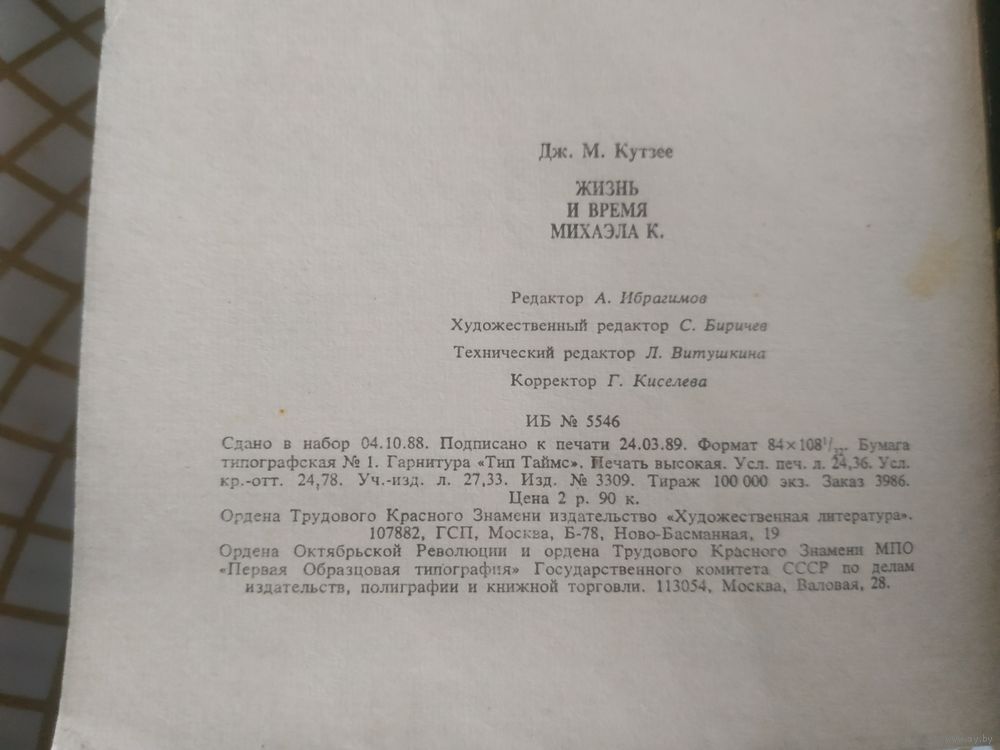 Дж. М. Кутзее
ЖИЗНЬ
И ВРЕМЯ
МИХАЭЛА К.
Редактор А. Ибрагимов
Художественный редактор С. Биричев
Технический редактор Л. Витушкина
Корректор Г. Киселева
ИБ № 5546
Сдано в набор 04.10.88. Подписано к печати 24.03.89. Формат Бумага
типографская № 1. Гарнитура «Тип Таймс». Печать высокая. Усл. печ. л. 24,36. Усл.
кр.-отт. 24,78. Уч.-изд. л. 27,33. Изд. № 3309. Тираж 100 000 экз. Заказ 3986.
Цена 2 р. 90 к.
Ордена Трудового Красного Знамени издательство «Художественная литература».
107882, ГСП, Москва, Б-78, Ново-Басманная, 19
Ордена Октябрьской Революции и ордена Трудового Красного Знамени МПО
«Первая Образцовая типография» Государственного комитета СССР по делам
издательств, полиграфии и книжной торговли. 113054, Москва, Валовая, 28.